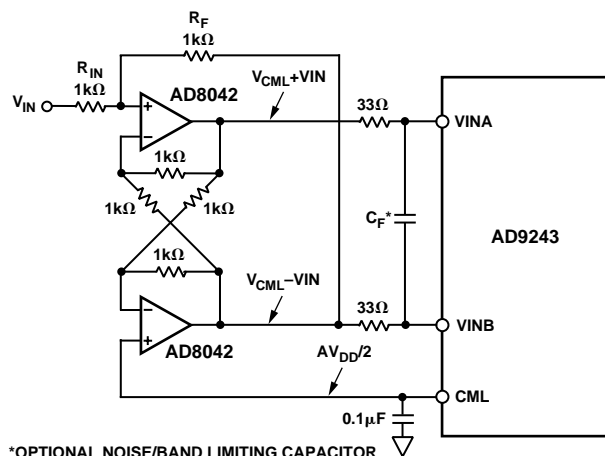 RF
1kΩ
RIN
1kΩ
VIN
AD8042
VCML+VIN
33Ω
VINA
1kΩ
1kΩ
1kΩ
CF*
AD9243
1kΩ
VCML–VIN
33Ω
VINB
AD8042
AVDD/2
CML
0.1μF
*OPTIONAL NOISE/BAND LIMITING CAPACITOR